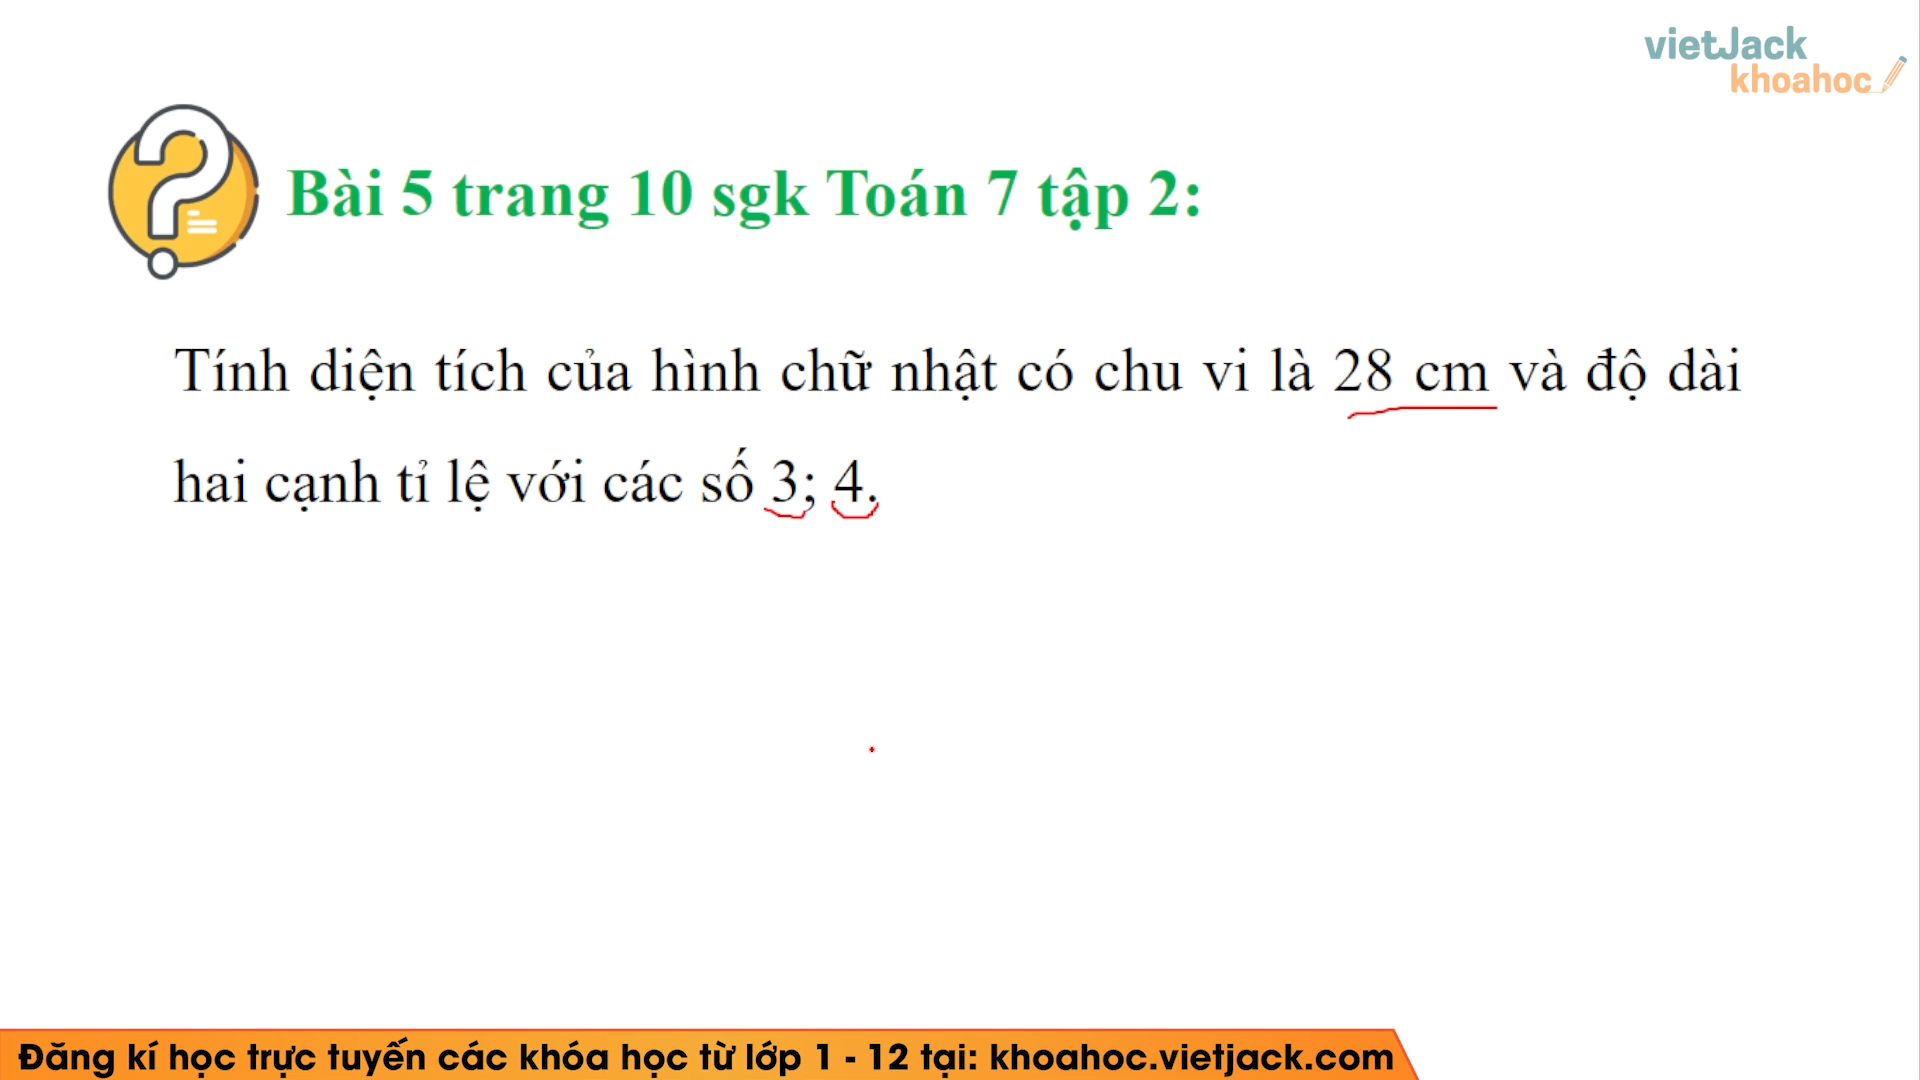 vietJack
khoahoc
Bài 5 trang 10 sgk Toán 7 tập 2:
Tính diện tích của hình chữ nhật có chu vi là 28 cm và độ dài
hai cạnh tỉ lệ với các số 3; 4.
Đăng kí học trực tuyến các khóa học từ lớp 1 - 12 tại: khoahoc.vietjack.com